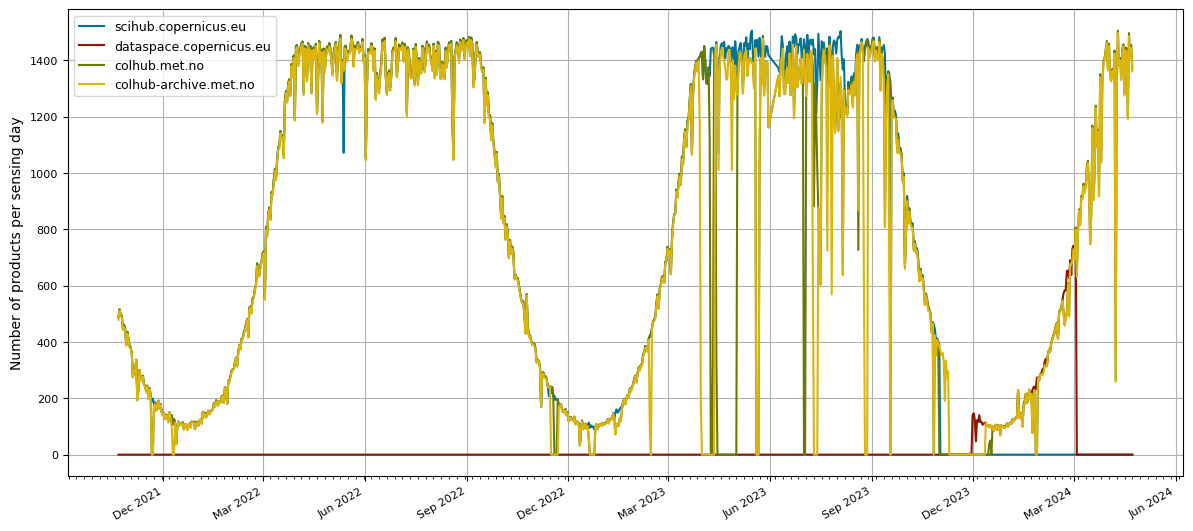 scihub.copernicus.eu
dataspace.copernicus.eu
colhub.met.no
colhub-archive.met.no
Number of products per sensing day
1400
1200
1000
800
600
400
200
0
Dec 2021
Mar 2022
Jun 2022
Sep 2022
Dec 2022
Mar 2023
Jun 2023
Sep 2023
Dec 2023
Mar 2024
Jun 2024